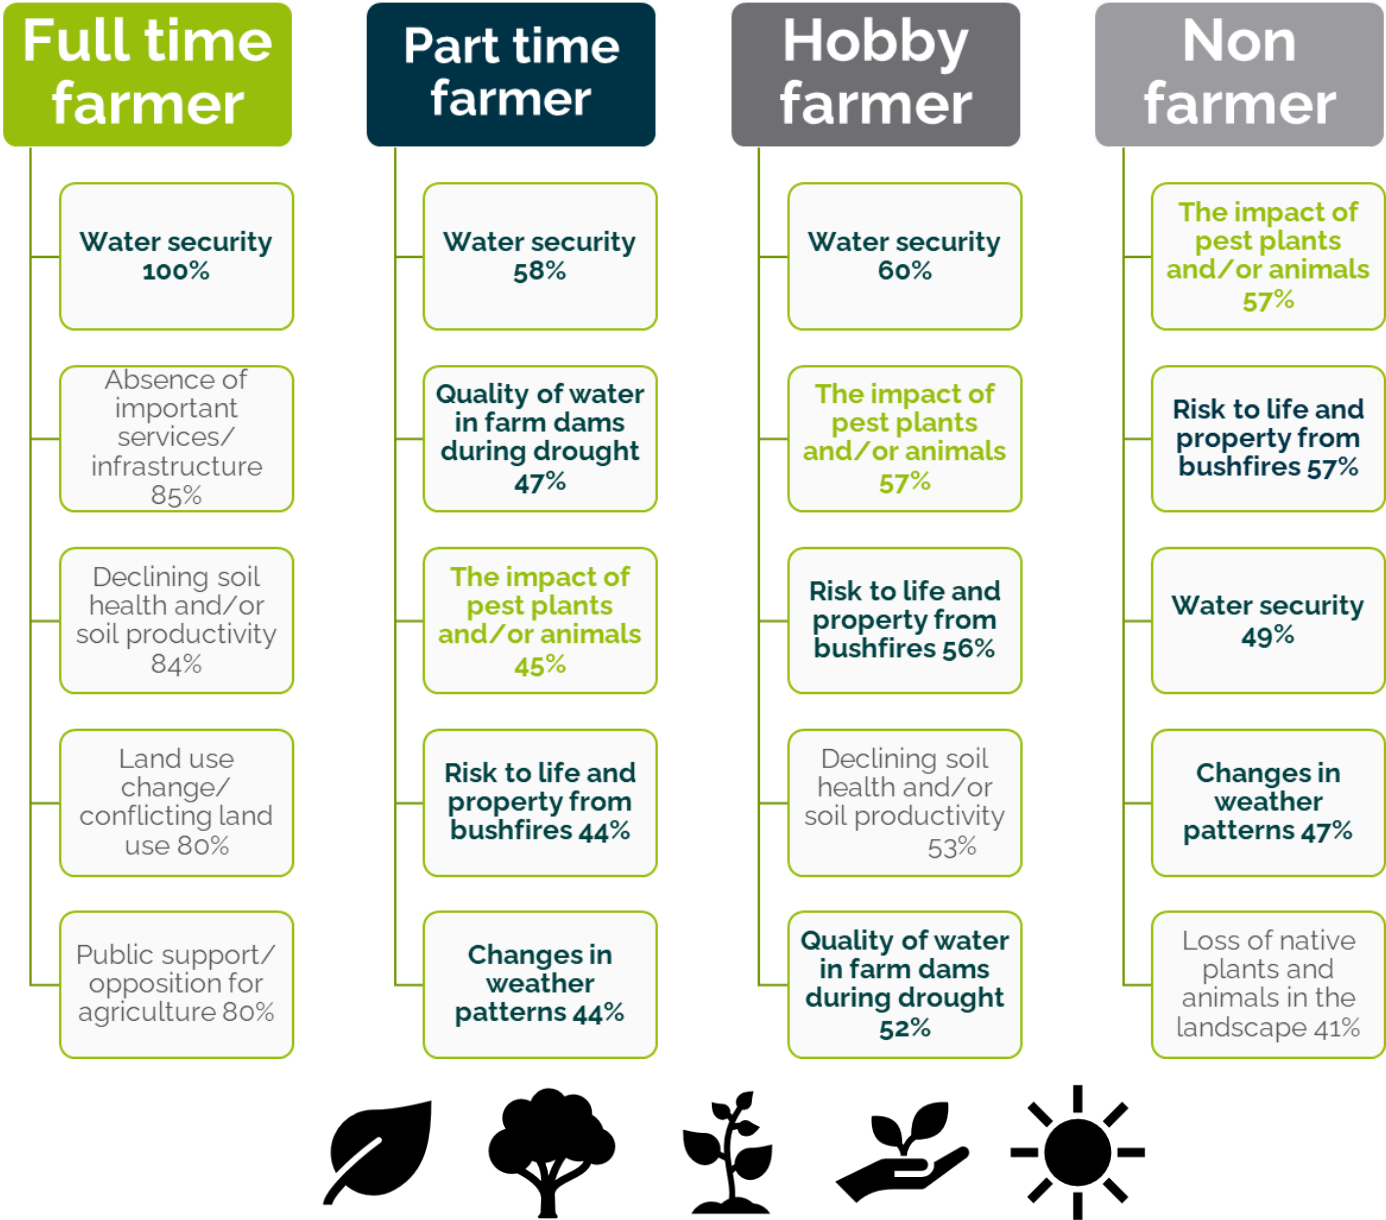 Full time
farmer
Water security
100%
Absence of
important
services/
infrastructure
85%
Declining soil
health and/or
soil productivity
84%
Land use
change/
conflicting land
use 80%
Public support/
opposition for
agriculture 80%
Part time
farmer
Water security
58%
Quality of water
in farm dams
during drought
47%
The impact of
pest plants
and/or animals
45%
Risk to life and
property from
bushfires 44%
Changes in
weather
patterns 44%
Hobby
farmer
Water security
60%
The impact of
pest plants
and/or animals
57%
Risk to life and
property from
bushfires 56%
Declining soil
health and/or
soil productivity
53%
Quality of water
in farm dams
during drought
52%
Non
farmer
The impact of
pest plants
and/or animals
57%
Risk to life and
property from
bushfires 57%
Water security
49%
Changes in
weather
patterns 47%
Loss of native
plants and
animals in the
landscape 41%